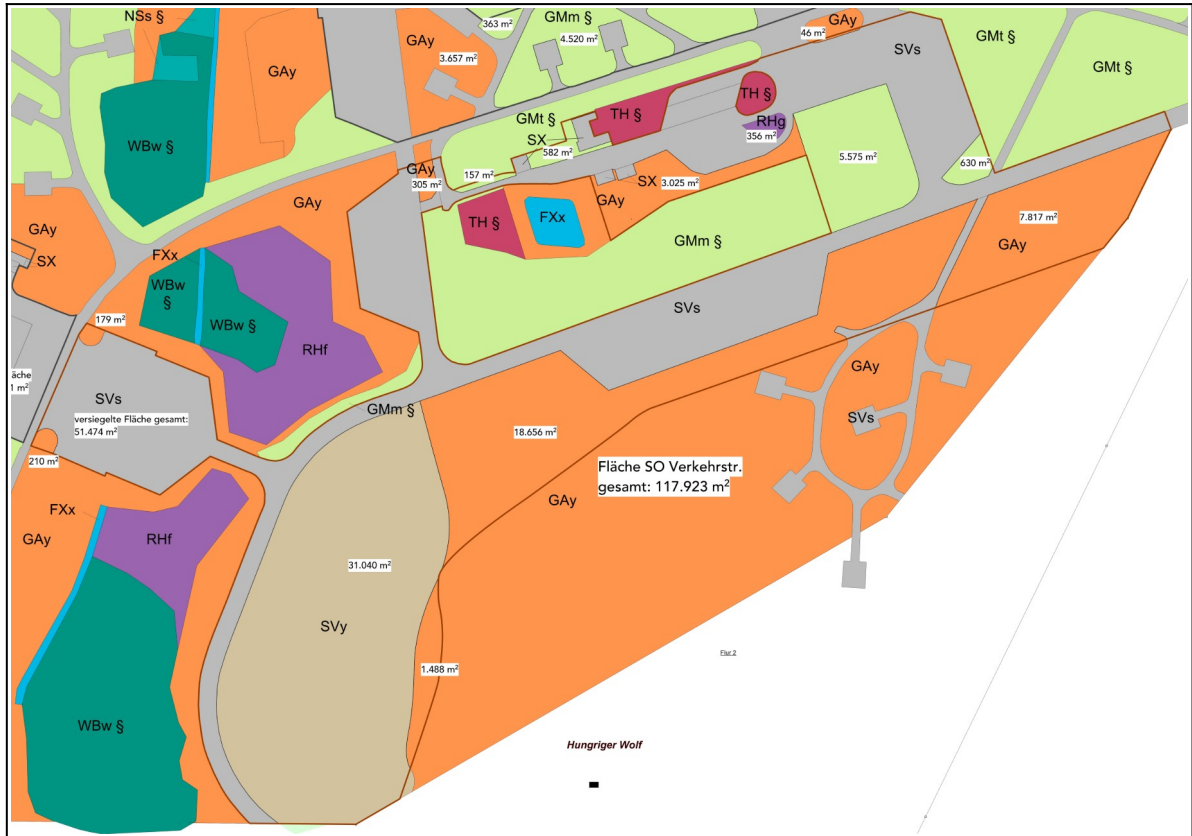 NSs §
GAy
363 m²
GMm §
4.520 m²
GAy
46 m²
GMt §
SVs
GAy
3.657 m²
GMt §
WBw §
GMt §
TH §
TH §
RHg
356 m²
SX
582 m²
5.575 m²
GAy
305 m²
157 m²
SX
3.025 m²
630 m²
GAy
GAy
TH §
FXx
GMm §
7.817 m²
GAy
GAy
SX
FXx
WBw
§
WBw §
179 m²
SVs
RHf
äche
1 m²
SVs
versiegelte Fläche gesamt:
51.474 m²
GMm §
GAy
SVs
18.656 m²
210 m²
Fläche SO Verkehrstr.
gesamt: 117.923 m²
GAy
FXx
GAy
RHf
31.040 m²
SVy
Flur 2
1.488 m²
WBw §
Hungriger Wolf